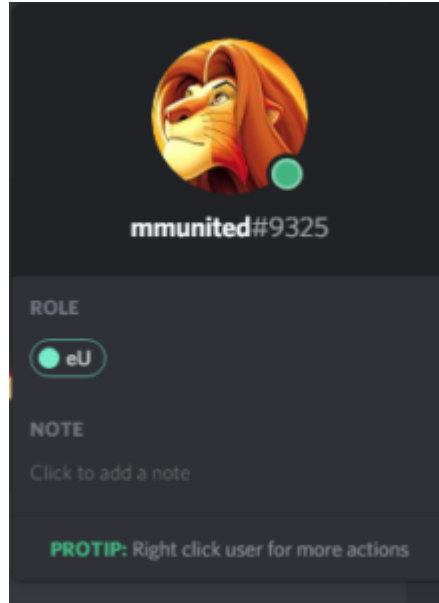 mmunited#9325
ROLE
eU
NOTE
Click to add a note
PROTIP: Right click user for more actions